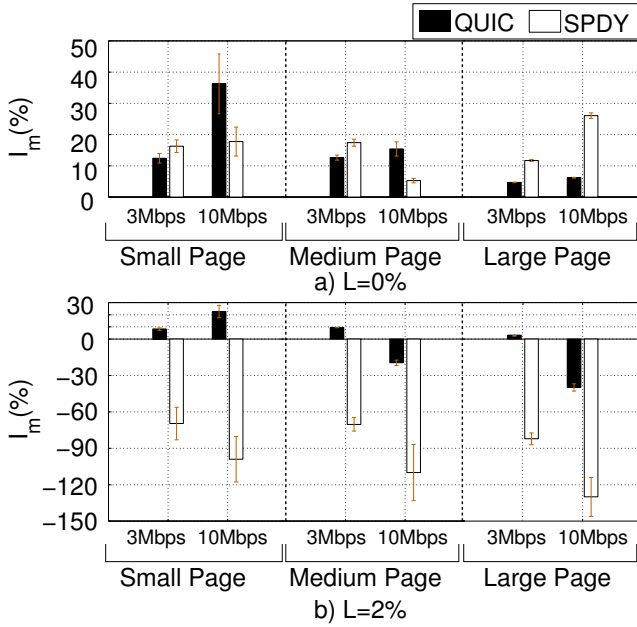 QUIC SPDY
50
40
30
20
10
0
I_m(%)
3Mbps 10Mbps 3Mbps 10Mbps 3Mbps 10Mbps
Small Page Medium Page Large Page
a) L=0%
30
0
−30
−60
−90
−120
−150
I_m(%)
3Mbps 10Mbps 3Mbps 10Mbps 3Mbps 10Mbps
Small Page Medium Page Large Page
b) L=2%